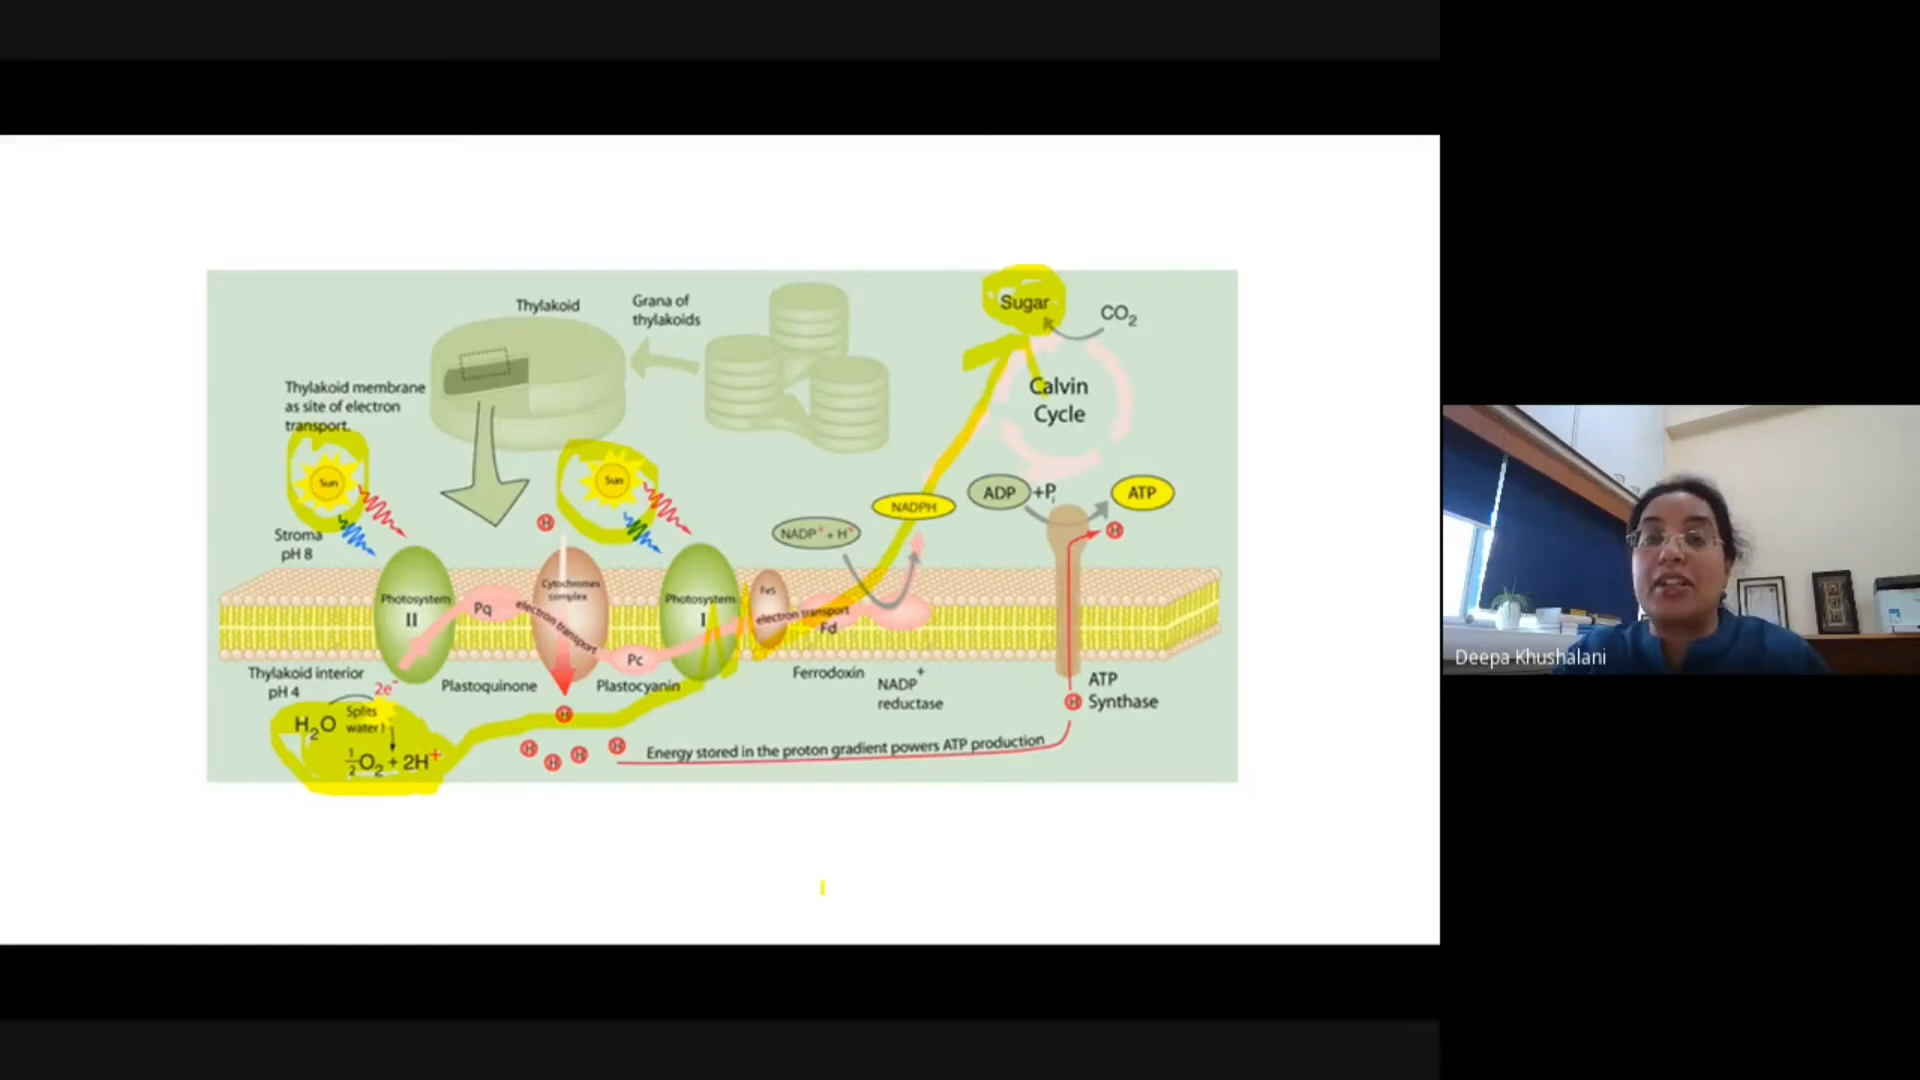 Thylakoid
Grana of
thylakoids
Sugar
CO₂
Thylakoid membrane
as site of electron
transport.
Calvin
Cycle
Sun
Sun
NADPH
ADP
+Pᵢ
ATP
H
NADP⁺ + H⁺
H
Stroma
pH 8
Photosystem
II
Pq
Cytochromes
complex
electron transport
Pc
Photosystem
I
FeS
electron transport
Fd
Thylakoid interior
pH 4
Plastoquinone
Plastocyanin
Ferrodoxin
NADP⁺
reductase
ATP
Synthase
H
2e⁻
H₂O
Splits
water!
½O₂ + 2H⁺
H
H
H
H
H
Energy stored in the proton gradient powers ATP production
Deepa Khushalani